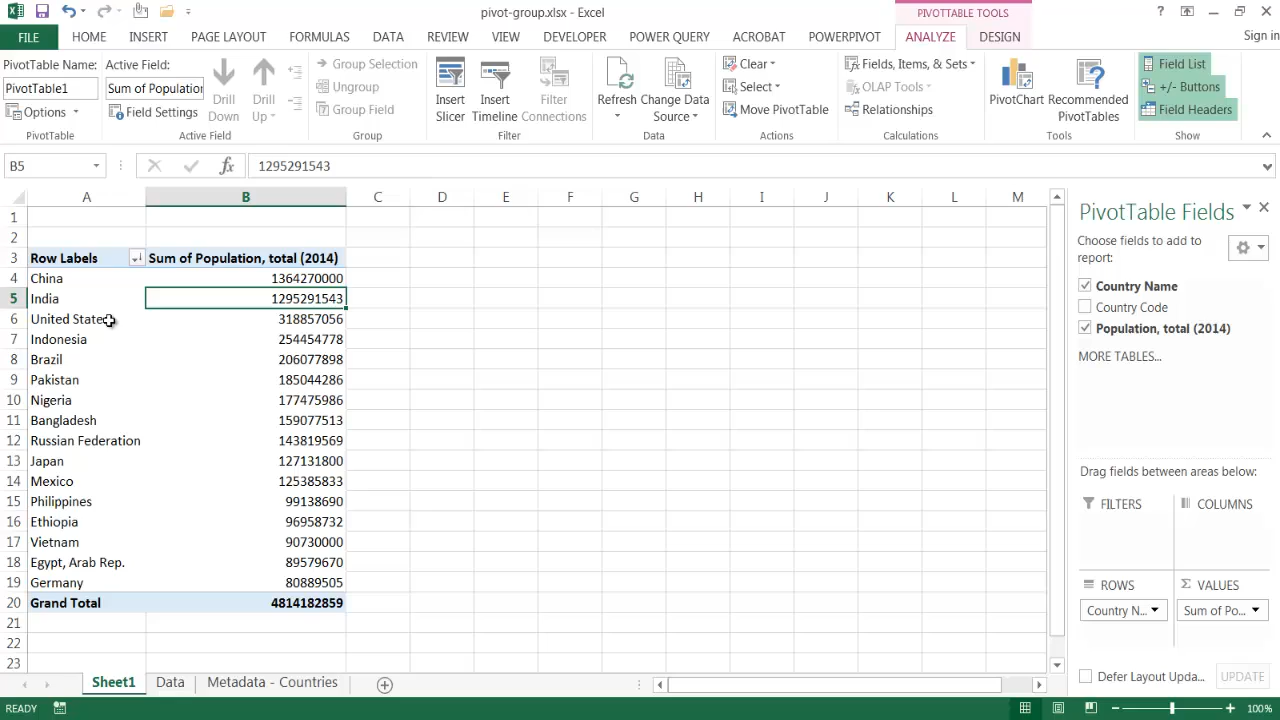 pivot-group.xlsx - Excel
PIVOTTABLE TOOLS
?
FILE HOME INSERT PAGE LAYOUT FORMULAS DATA REVIEW VIEW DEVELOPER POWER QUERY ACROBAT POWERPIVOT ANALYZE DESIGN Sign in
PivotTable Name:
PivotTable1
Options
PivotTable
Active Field:
Sum of Population
Field Settings
Drill Down
Drill Up
Active Field
Group Selection
Ungroup
Group Field
Group
Insert Slicer
Insert Timeline
Filter Connections
Filter
Refresh
Change Data Source
Data
Clear
Select
Move PivotTable
Actions
Fields, Items, & Sets
OLAP Tools
Relationships
Calculations
PivotChart
Recommended PivotTables
Tools
Field List
+/- Buttons
Field Headers
Show
B5 fx 1295291543
A B C D E F G H I J K L M
1
2
3 Row Labels Sum of Population, total (2014)
4 China 1364270000
5 India 1295291543
6 United States 318857056
7 Indonesia 254454778
8 Brazil 206077898
9 Pakistan 185044286
10 Nigeria 177475986
11 Bangladesh 159077513
12 Russian Federation 143819569
13 Japan 127131800
14 Mexico 125385833
15 Philippines 99138690
16 Ethiopia 96958732
17 Vietnam 90730000
18 Egypt, Arab Rep. 89579670
19 Germany 80889505
20 Grand Total 4814182859
21
22
23
PivotTable Fields
Choose fields to add to
report:
Country Name
Country Code
Population, total (2014)
MORE TABLES...
Drag fields between areas below:
FILTERS COLUMNS
ROWS Σ VALUES
Country N... Sum of Po...
Defer Layout Upda... UPDATE
Sheet1 Data Metadata - Countries
READY 100%